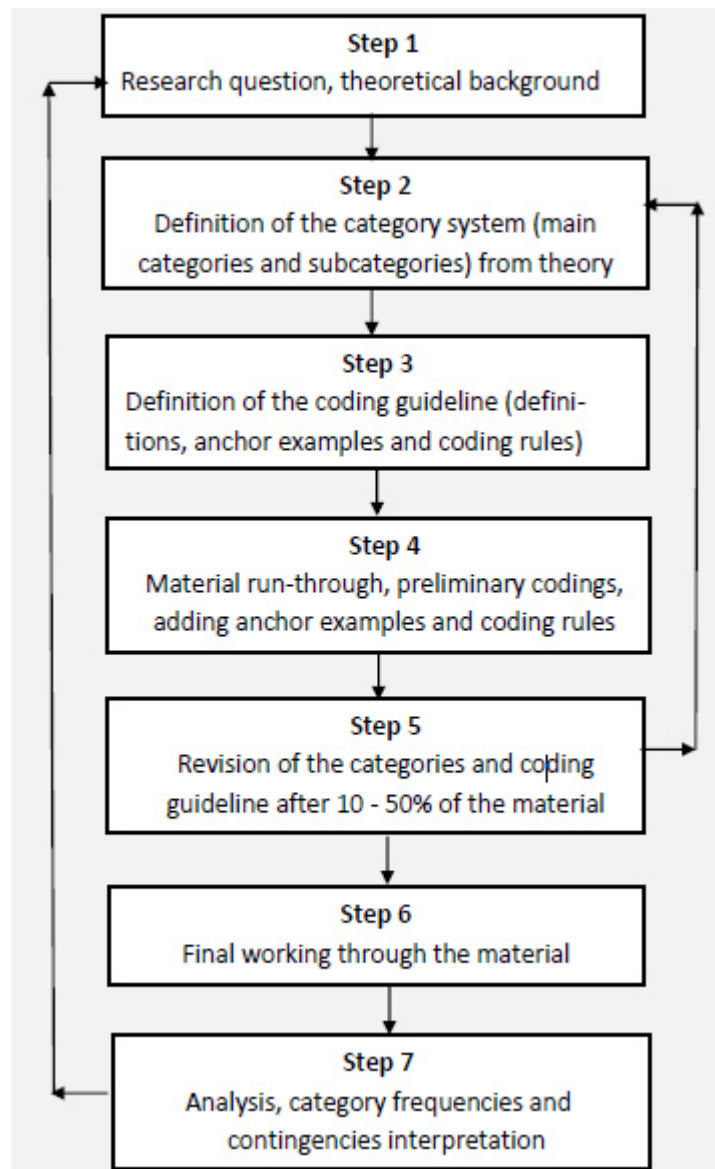 Step 1
Research question, theoretical background
Step 2
Definition of the category system (main
categories and subcategories) from theory
Step 3
Definition of the coding guideline (defini-
tions, anchor examples and coding rules)
Step 4
Material run-through, preliminary codings,
adding anchor examples and coding rules
Step 5
Revision of the categories and coding
guideline after 10 - 50% of the material
Step 6
Final working through the material
Step 7
Analysis, category frequencies and
contingencies interpretation